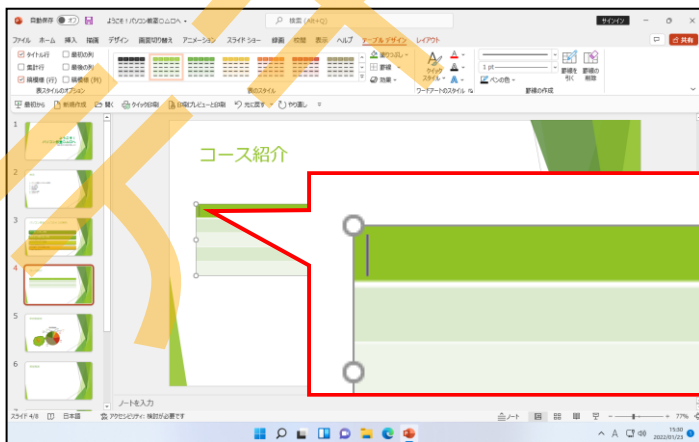 自動保存 オフ ようこそ！パソコン教室○△□へ 検索 (Alt+Q) サインイン
ファイル ホーム 挿入 描画 デザイン 画面切り替え アニメーション スライド ショー 録画 校閲 表示 ヘルプ テーブル デザイン レイアウト 共有
タイトル行 最初の列
集計行 最後の列
縞模様 (行) 縞模様 (列)
塗りつぶし
罫線
効果
クイック
スタイル
1 pt
ペンの色
罫線を
引く
罫線の
削除
表スタイルのオプション 表のスタイル ワードアートのスタイル 罫線の作成
最初から 新規作成 開く クイック印刷 印刷プレビューと印刷 元に戻す やり直し
1
2
3
4
5
6
コース紹介
ノートを入力
スライド 4/8 日本語 アクセシビリティ: 検討が必要です ノート 77%
A 15:30
2022/01/23